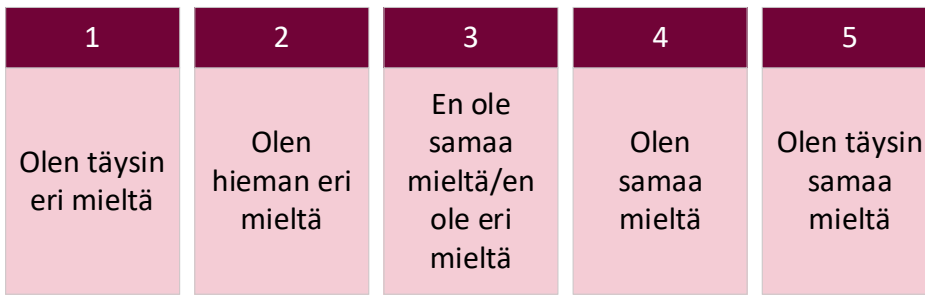 1
Olen täysin
eri mieltä
2
Olen
hieman eri
mieltä
3
En ole
samaa
mieltä/en
ole eri
mieltä
4
Olen
samaa
mieltä
5
Olen täysin
samaa
mieltä